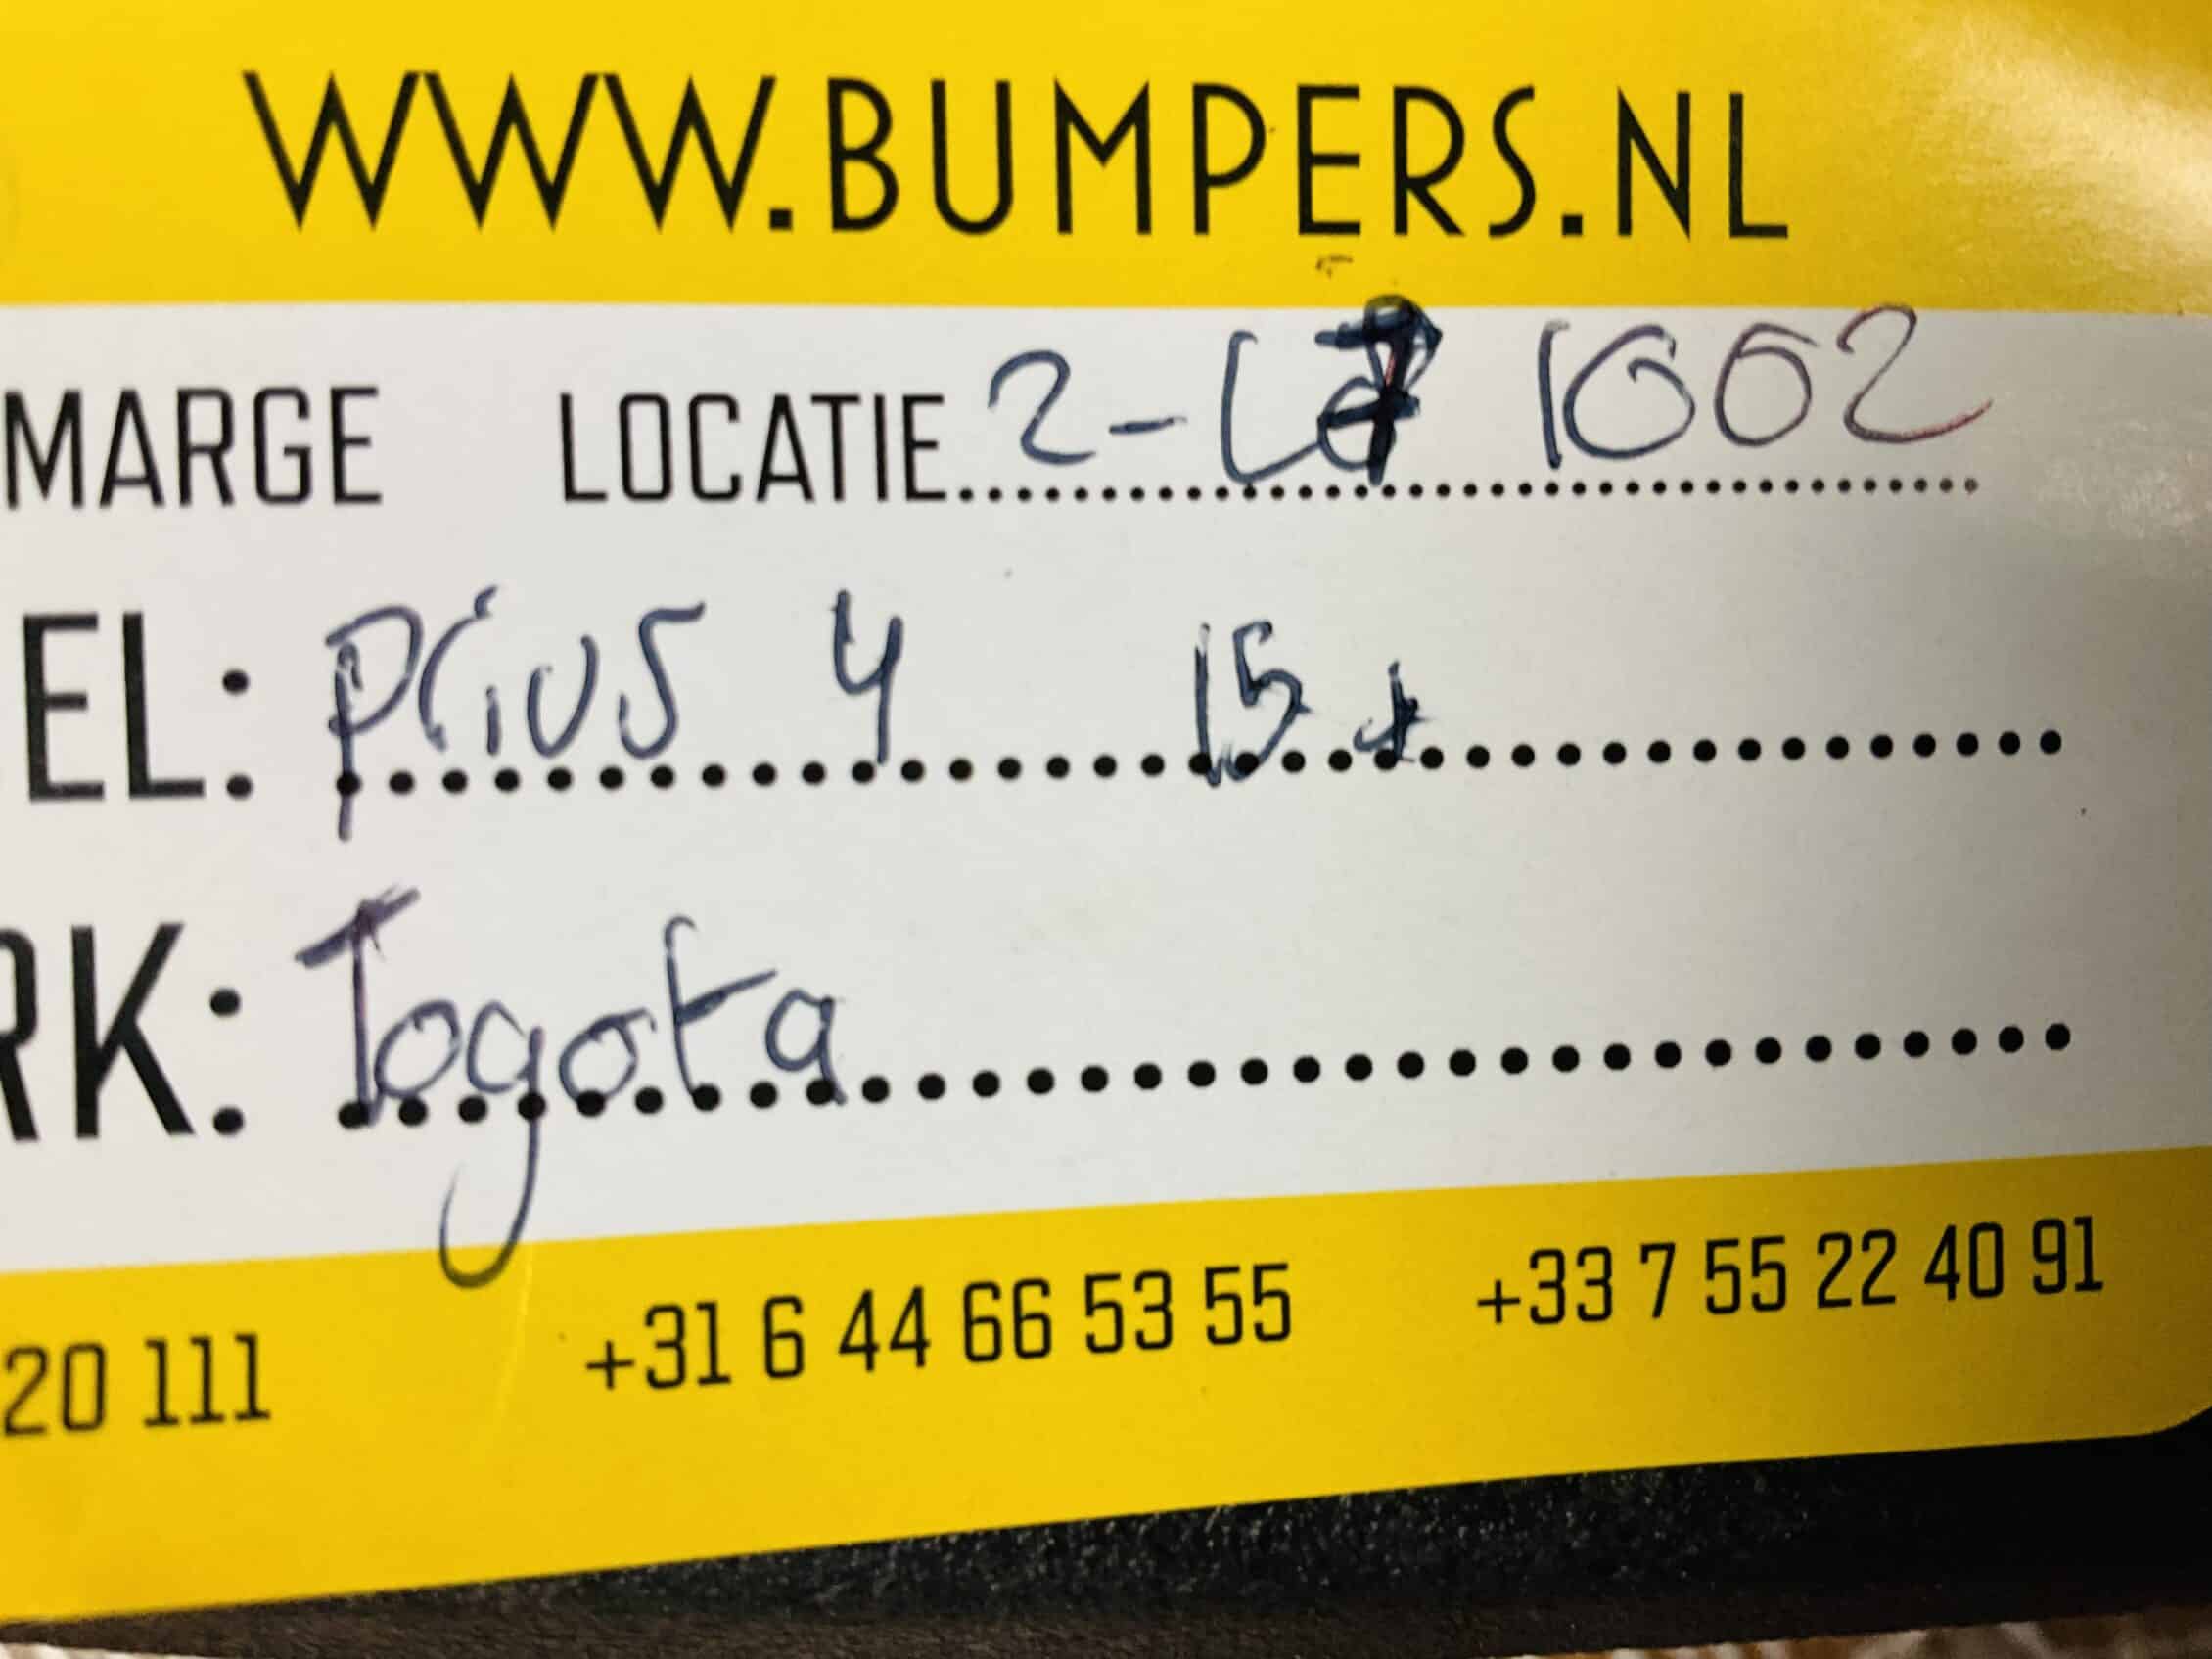 WWW.BUMPERS.NL
MARGE LOCATIE 2-
EL: Prius 4 15+
RK: Toyota
20 111 +31 6 44 66 53 55 +33 7 55 22 40 91